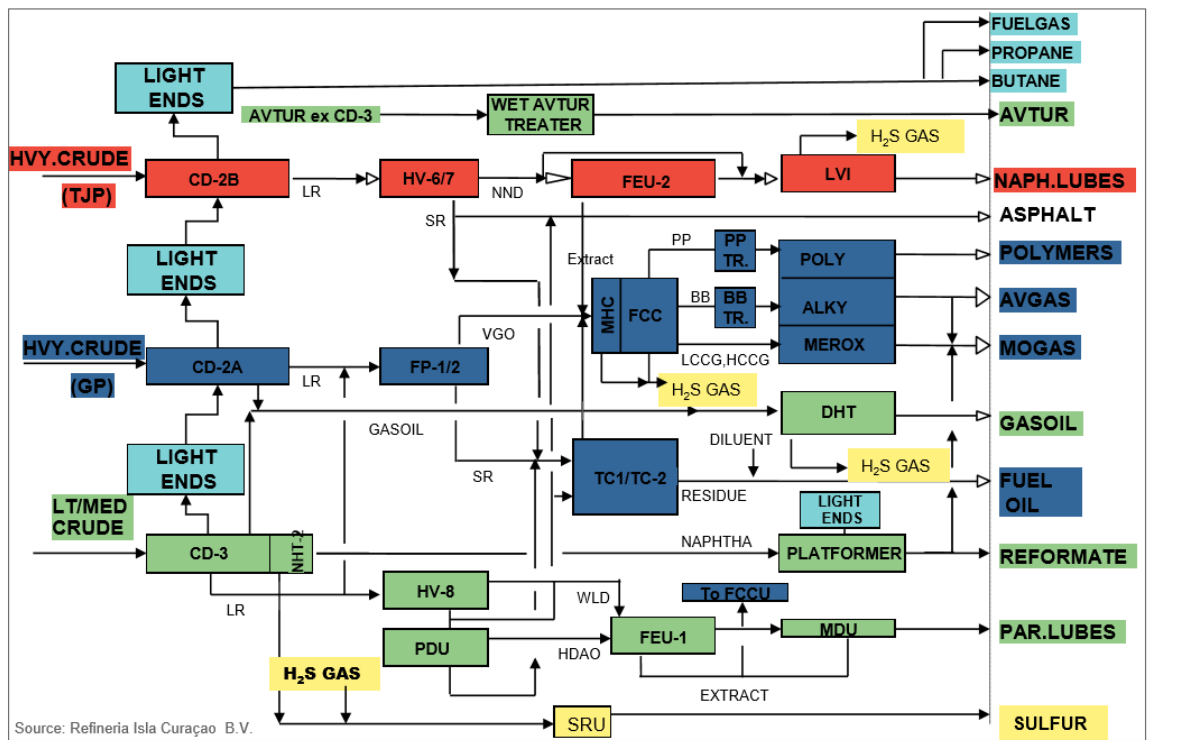 FUELGAS
PROPANE
BUTANE
LIGHT
ENDS
AVTUR ex CD-3
WET AVTUR
TREATER
AVTUR
H₂S GAS
HVY.CRUDE
(TJP)
CD-2B
LR
HV-6/7
NND
FEU-2
LVI
NAPH.LUBES
SR
ASPHALT
LIGHT
ENDS
Extract
PP
PP
TR.
POLY
POLYMERS
MHC
FCC
BB
BB
TR.
ALKY
AVGAS
VGO
HVY.CRUDE
(GP)
CD-2A
LR
FP-1/2
LCCG,HCCG
MEROX
MOGAS
H₂S GAS
GASOIL
DHT
GASOIL
DILUENT
LIGHT
ENDS
SR
TC1/TC-2
RESIDUE
H₂S GAS
FUEL
OIL
LT/MED
CRUDE
LIGHT
ENDS
CD-3
NHT-2
NAPHTHA
PLATFORMER
REFORMATE
LR
HV-8
WLD
To FCCU
PDU
HDAO
FEU-1
MDU
PAR.LUBES
H₂S GAS
EXTRACT
SRU
SULFUR
Source: Refineria Isla Curaçao B.V.